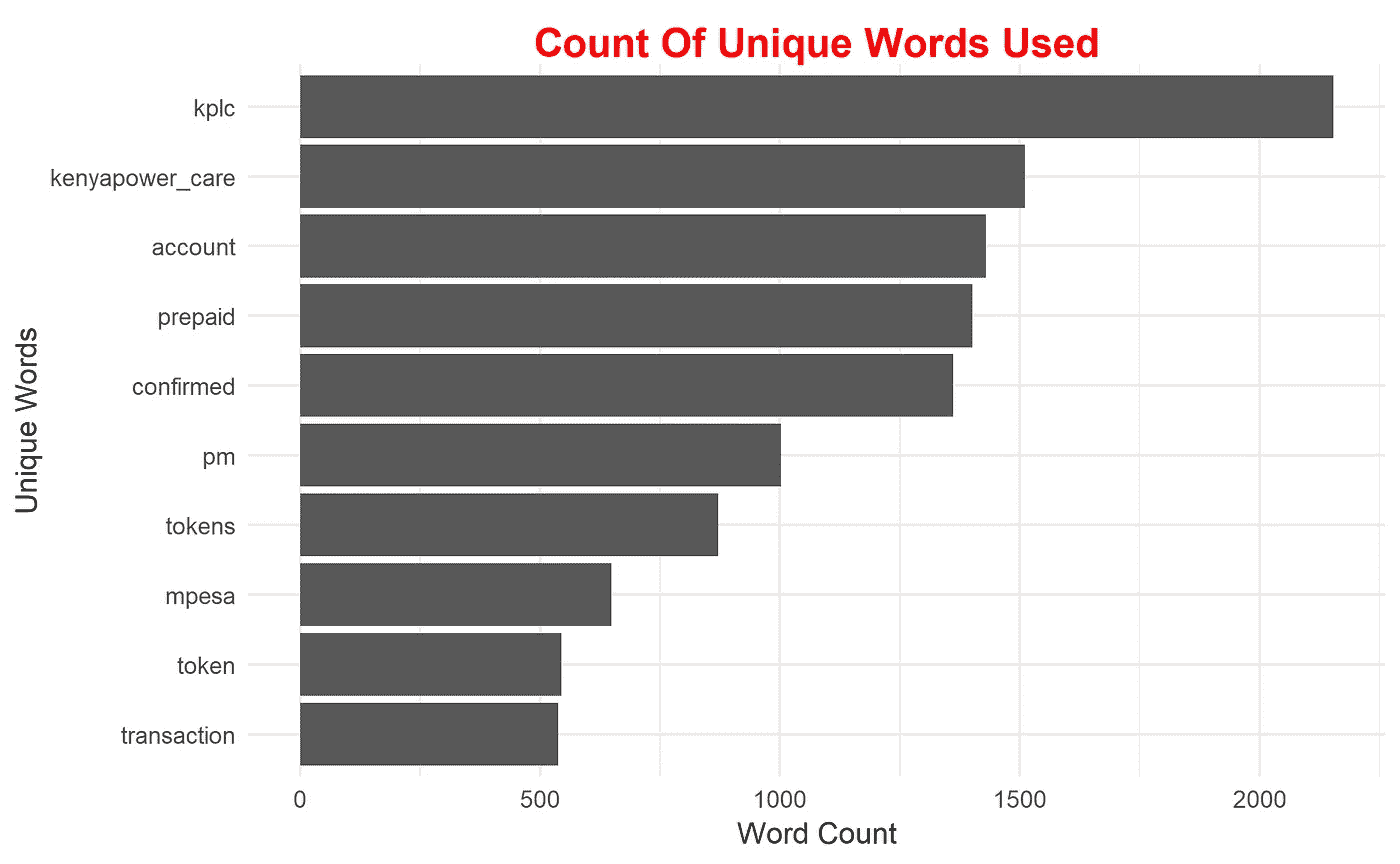 Count Of Unique Words Used
kplc
kenyapower_care
account
prepaid
confirmed
pm
tokens
mpesa
token
transaction
Unique Words
0 500 1000 1500 2000
Word Count